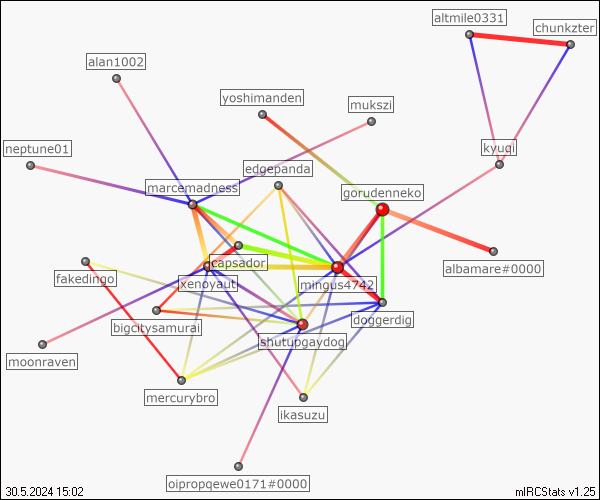 altmile0331
chunkzter
alan1002
yoshimanden
mukszi
neptune01
kyuqi
edgepanda
marcemadness
gorudenneko
capsador
albamare#0000
fakedingo
xenoyaut
mingus4742
bigcitysamurai
doggerdig
shutupgaydog
moonraven
mercurybro
ikasuzu
oipropqewe0171#0000
30.5.2024 15:02
mIRCStats v1.25